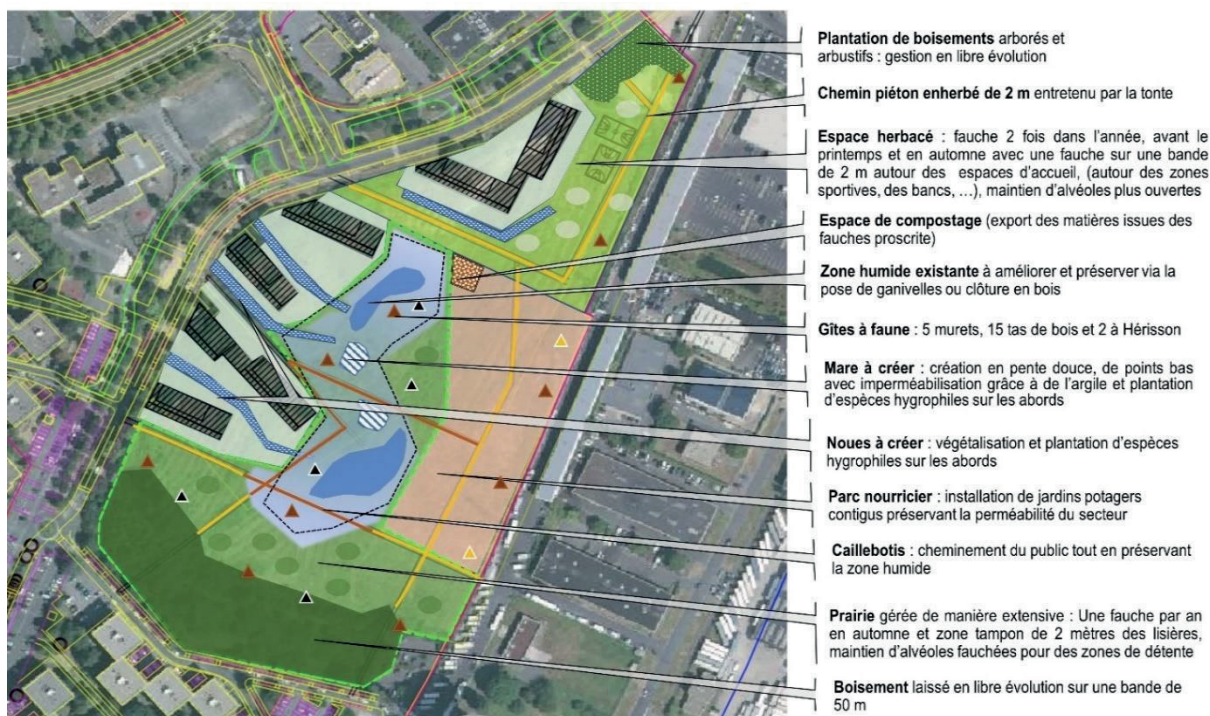 Plantation de boisements arborés et
arbustifs : gestion en libre évolution
Chemin piéton enherbé de 2 m entretenu par la tonte
Espace herbacé : fauche 2 fois dans l'année, avant le
printemps et en automne avec une fauche sur une bande
de 2 m autour des espaces d'accueil, (autour des zones
sportives, des bancs, ...), maintien d'alvéoles plus ouvertes
Espace de compostage (export des matières issues des
fauches proscrite)
Zone humide existante à améliorer et préserver via la
pose de ganivelles ou clôture en bois
Gîtes à faune : 5 murets, 15 tas de bois et 2 à Hérisson
Mare à créer : création en pente douce, de points bas
avec imperméabilisation grâce à de l'argile et plantation
d'espèces hygrophiles sur les abords
Noues à créer : végétalisation et plantation d'espèces
hygrophiles sur les abords
Parc nourricier : installation de jardins potagers
contigus préservant la perméabilité du secteur
Caillebotis : cheminement du public tout en préservant
la zone humide
Prairie gérée de manière extensive : Une fauche par an
en automne et zone tampon de 2 mètres des lisières,
maintien d'alvéoles fauchées pour des zones de détente
Boisement laissé en libre évolution sur une bande de
50 m